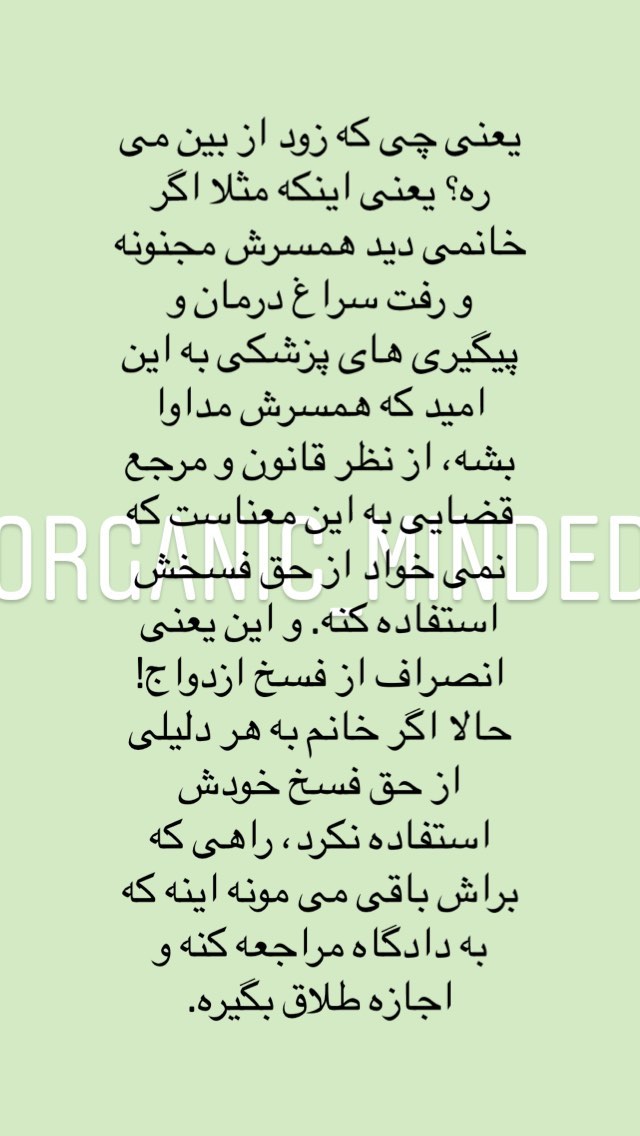 یعنی چی که زود از بین می
ره؟ یعنی اینکه مثلا اگر
خانمی دید همسرش مجنونه
و رفت سراغ درمان و
پیگیری های پزشکی به این
امید که همسرش مداوا
بشه، از نظر قانون و مرجع
قضایی به این معناست که
ORGANIC_MINDED
نمی خواد از حق فسخش
استفاده کنه. و این یعنی
انصراف از فسخ ازدواج!
حالا اگر خانم به هر دلیلی
از حق فسخ خودش
استفاده نکرد، راهی که
براش باقی می مونه اینه که
به دادگاه مراجعه کنه و
اجازه طلاق بگیره.